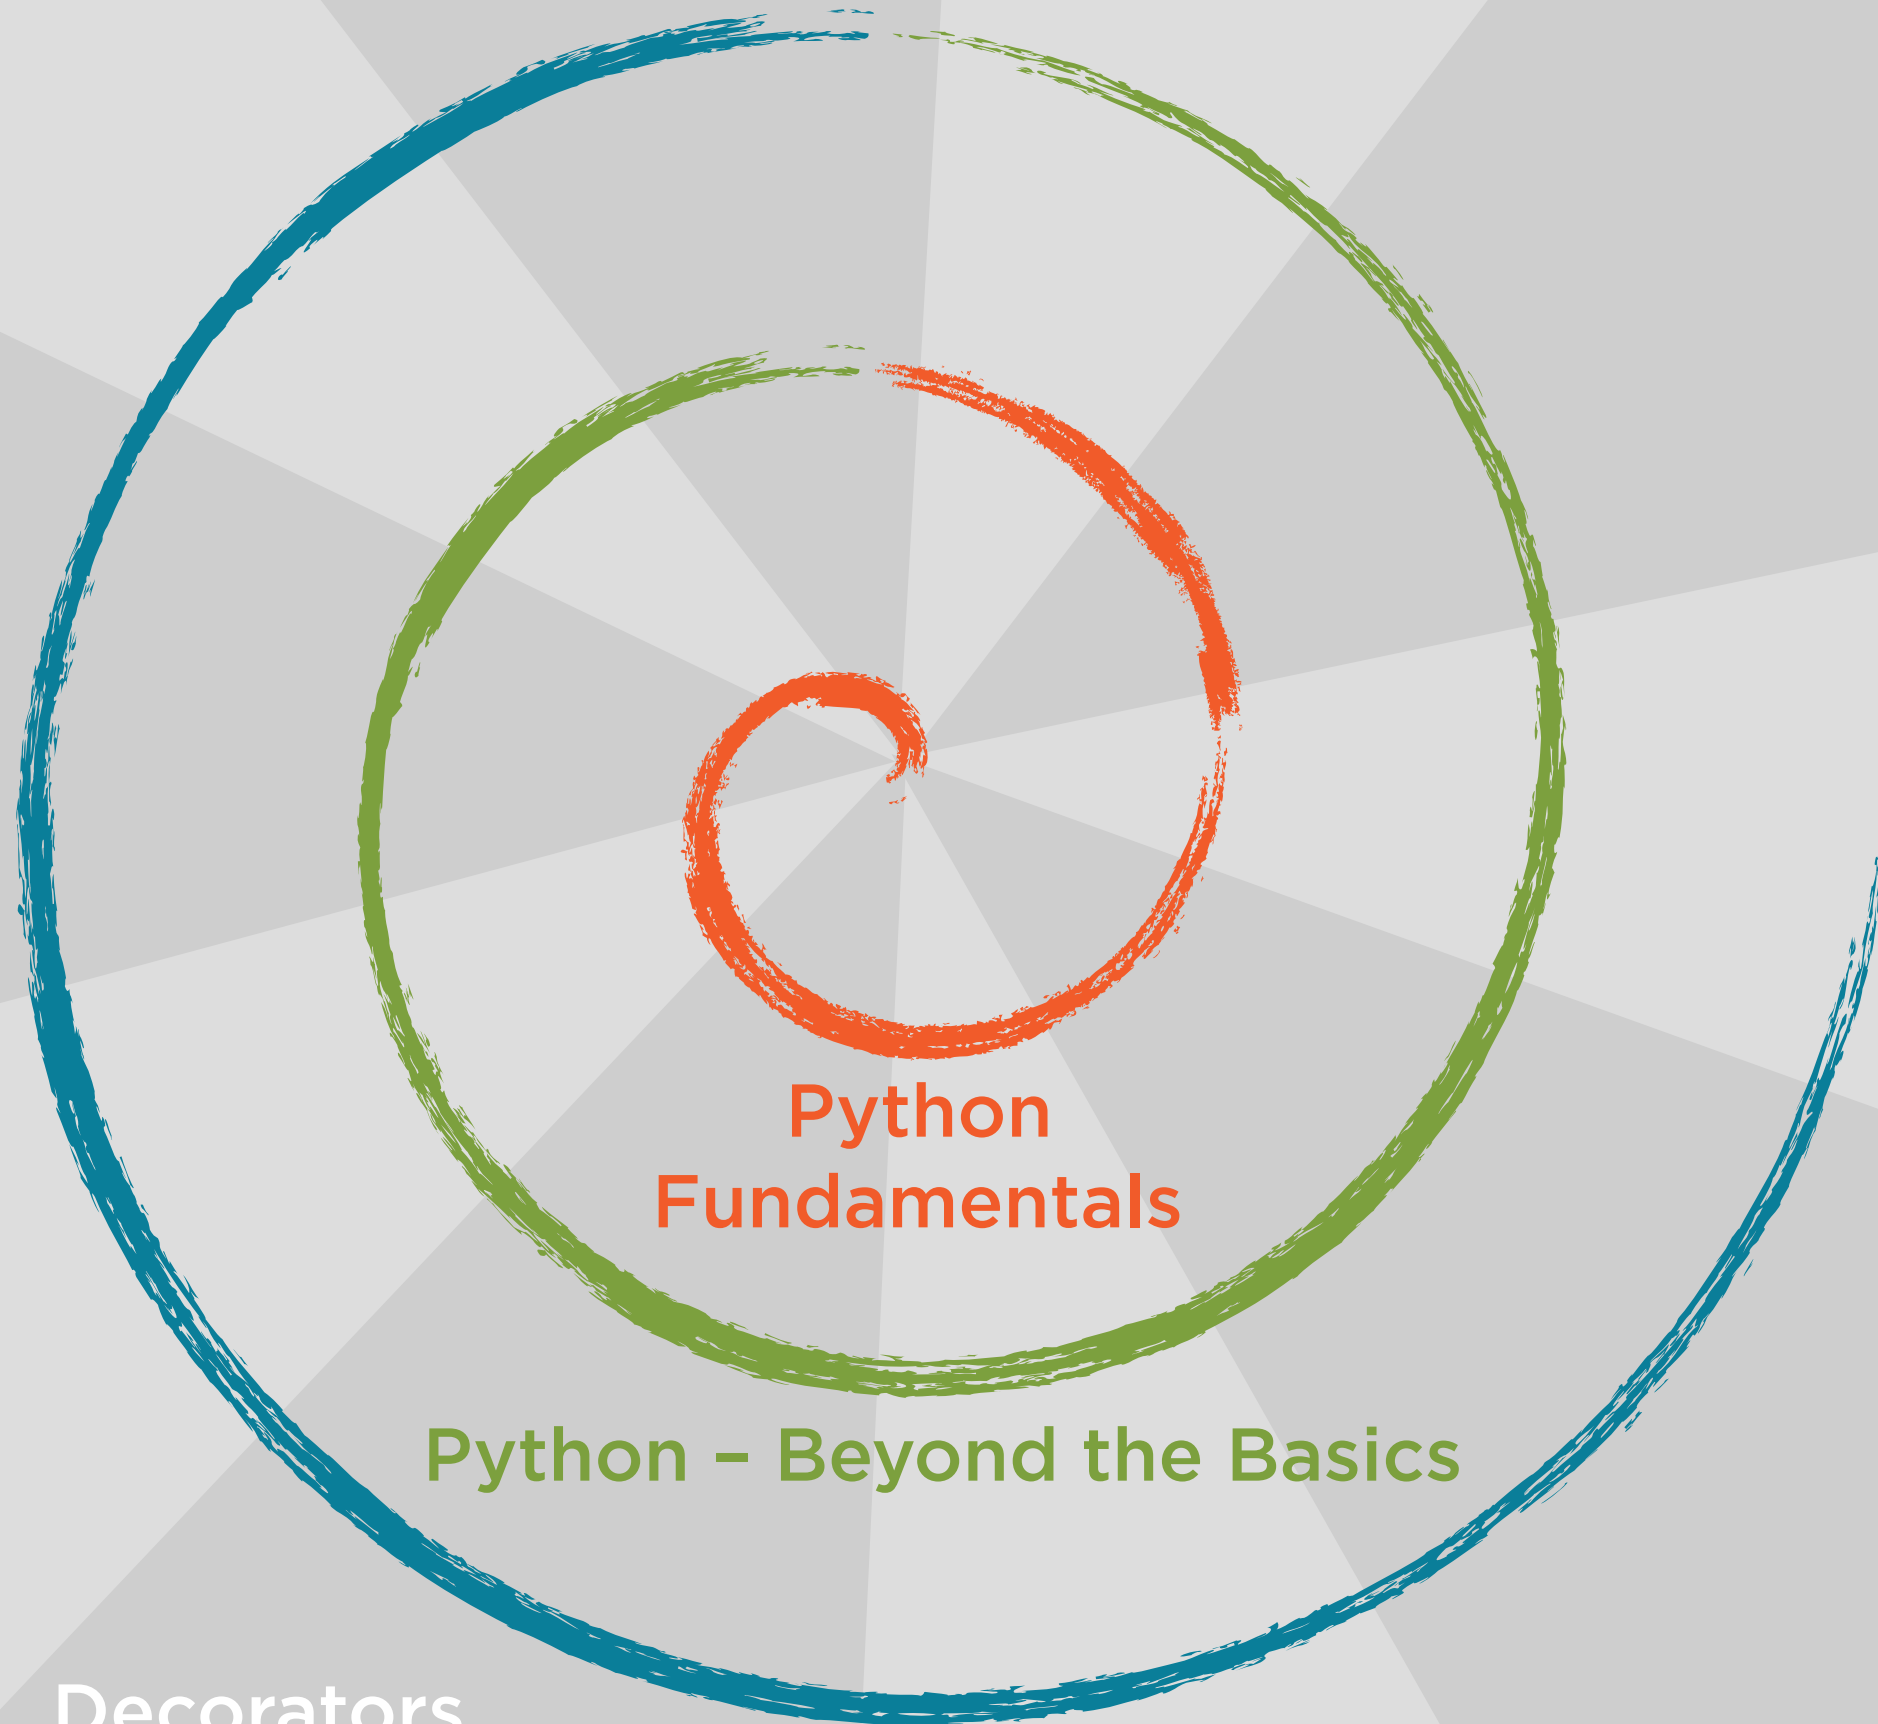 Python
Fundamentals
Python – Beyond the Basics
Decorators